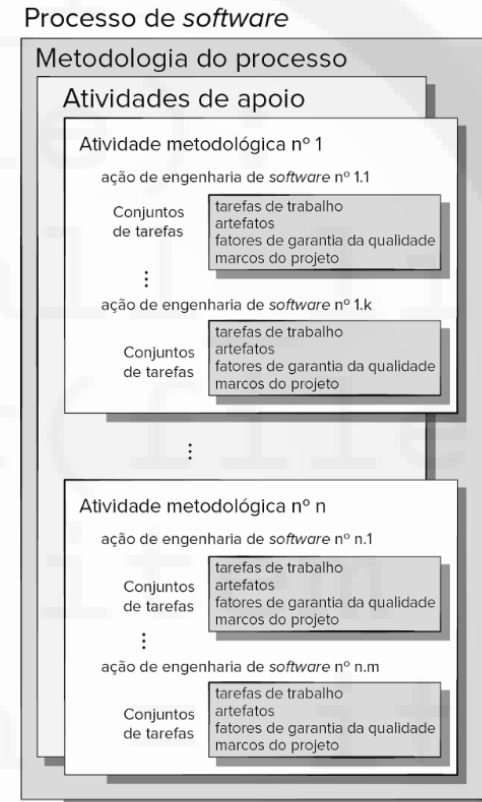 Processo de software
Metodologia do processo
Atividades de apoio
Atividade metodológica nº 1
ação de engenharia de software nº 1.1
Conjuntos
de tarefas
tarefas de trabalho
artefatos
fatores de garantia da qualidade
marcos do projeto
⋮
ação de engenharia de software nº 1.k
Conjuntos
de tarefas
tarefas de trabalho
artefatos
fatores de garantia da qualidade
marcos do projeto
⋮
Atividade metodológica nº n
ação de engenharia de software nº n.1
Conjuntos
de tarefas
tarefas de trabalho
artefatos
fatores de garantia da qualidade
marcos do projeto
⋮
ação de engenharia de software nº n.m
Conjuntos
de tarefas
tarefas de trabalho
artefatos
fatores de garantia da qualidade
marcos do projeto